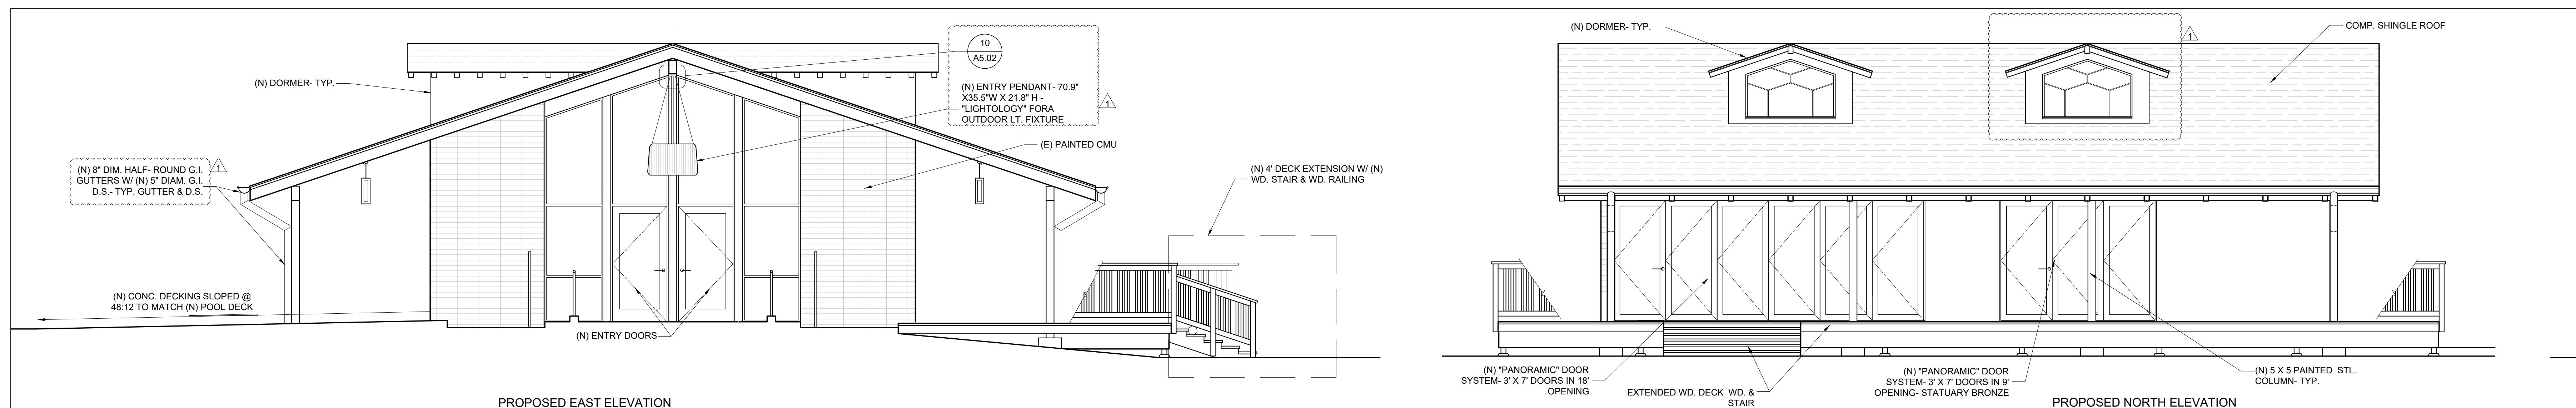 (N) DORMER- TYP.
10
A5.02
(N) ENTRY PENDANT- 70.9"
X35.5"W X 21.8" H -
"LIGHTOLOGY" FORA
OUTDOOR LT. FIXTURE
1
(E) PAINTED CMU
(N) 8" DIM. HALF- ROUND G.I.
GUTTERS W/ (N) 5" DIAM. G.I.
D.S.- TYP. GUTTER & D.S.
1
(N) 4' DECK EXTENSION W/ (N)
WD. STAIR & WD. RAILING
(N) CONC. DECKING SLOPED @
48:12 TO MATCH (N) POOL DECK
(N) ENTRY DOORS
PROPOSED EAST ELEVATION
(N) DORMER- TYP.
1
COMP. SHINGLE ROOF
(N) "PANORAMIC" DOOR
SYSTEM- 3' X 7' DOORS IN 18'
OPENING
EXTENDED WD. DECK WD. &
STAIR
(N) "PANORAMIC" DOOR
SYSTEM- 3' X 7' DOORS IN 9'
OPENING- STATUARY BRONZE
(N) 5 X 5 PAINTED STL.
COLUMN- TYP.
PROPOSED NORTH ELEVATION